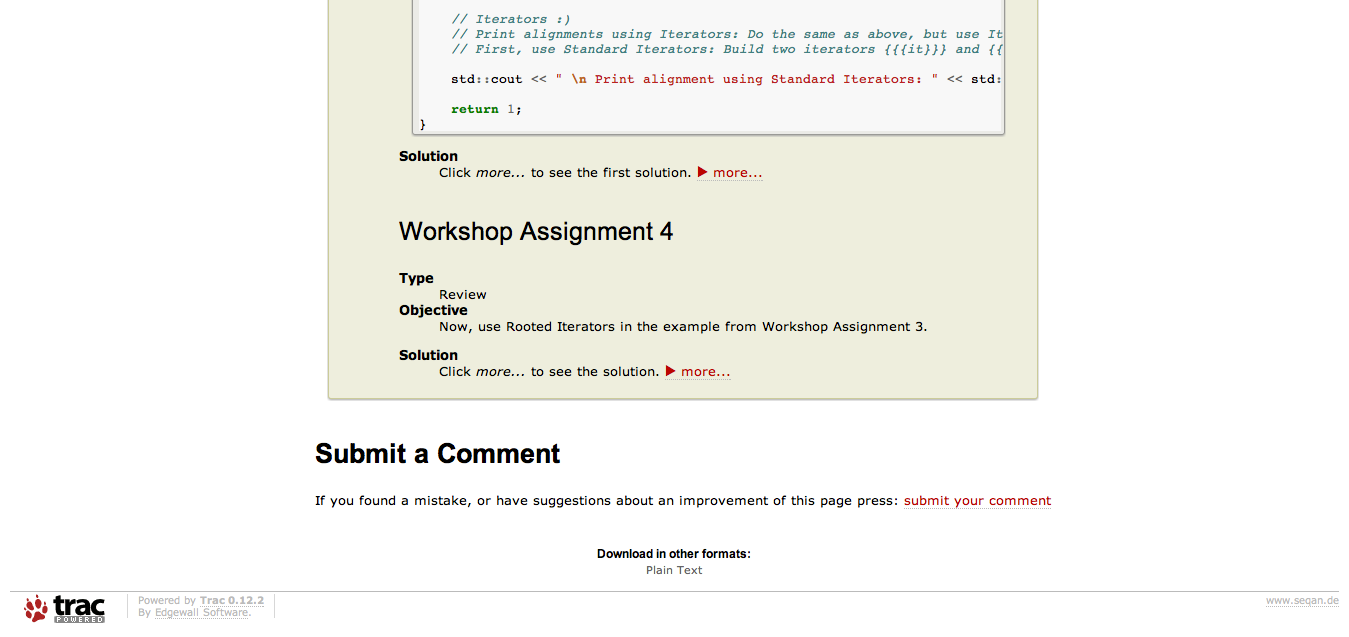 // Iterators :)
// Print alignments using Iterators: Do the same as above, but use It
// First, use Standard Iterators: Build two iterators {{{it}}} and {{
std::cout << " \n Print alignment using Standard Iterators: " << std:
return 1;
}
Solution
Click more... to see the first solution. ▶ more...
Workshop Assignment 4
Type
Review
Objective
Now, use Rooted Iterators in the example from Workshop Assignment 3.
Solution
Click more... to see the solution. ▶ more...
Submit a Comment
If you found a mistake, or have suggestions about an improvement of this page press: submit your comment
Download in other formats:
Plain Text
trac
POWERED
Powered by Trac 0.12.2
By Edgewall Software.
www.seqan.de